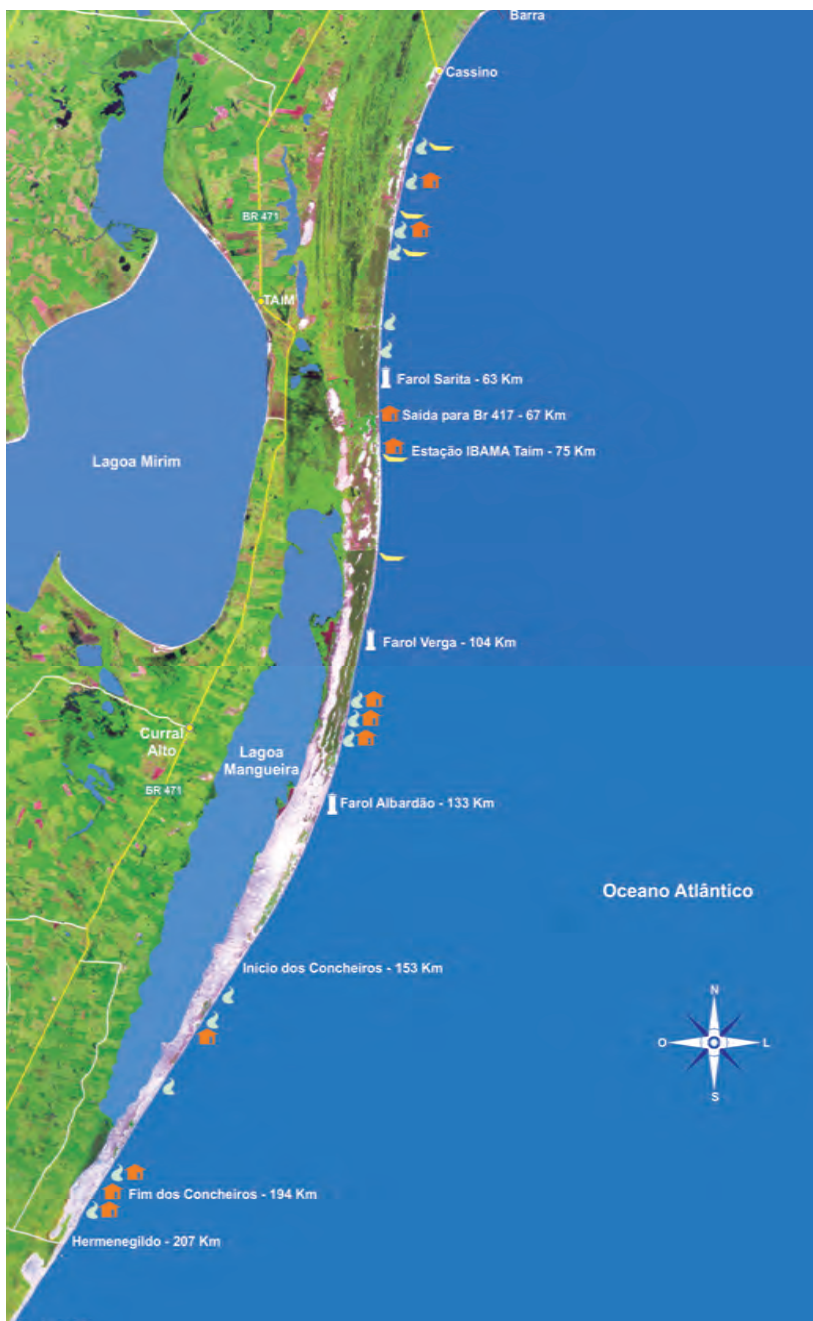 Barra
Cassino
BR 471
TAIM
Farol Sarita - 63 Km
Saída para Br 417 - 67 Km
Estação IBAMA Taim - 75 Km
Lagoa Mirim
Farol Verga - 104 Km
Curral
Alto
Lagoa
Mangueira
BR 471
Farol Albardão - 133 Km
Oceano Atlântico
Início dos Concheiros - 153 Km
N
O
L
S
Fim dos Concheiros - 194 Km
Hermenegildo - 207 Km